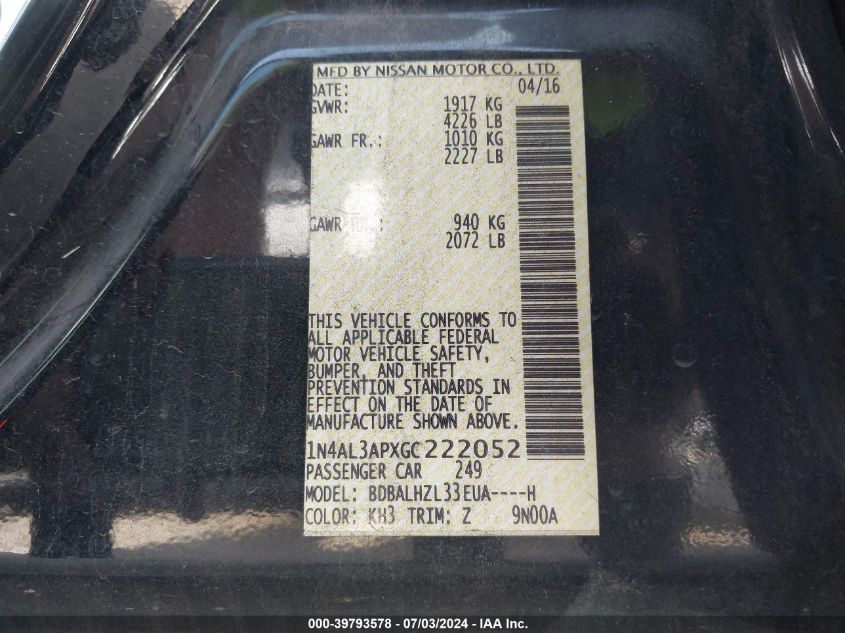 MFD BY NISSAN MOTOR CO., LTD.
DATE: 04/16
GVWR: 1917 KG
4226 LB
GAWR FR.: 1010 KG
2227 LB
GAWR RR.: 940 KG
2072 LB
THIS VEHICLE CONFORMS TO
ALL APPLICABLE FEDERAL
MOTOR VEHICLE SAFETY,
BUMPER, AND THEFT
PREVENTION STANDARDS IN
EFFECT ON THE DATE OF
MANUFACTURE SHOWN ABOVE.
1N4AL3APXGC222052
PASSENGER CAR 249
MODEL: BDBALHZL33EUA----H
COLOR: KH3 TRIM: Z 9N00A
000-39793578 - 07/03/2024 - IAA Inc.